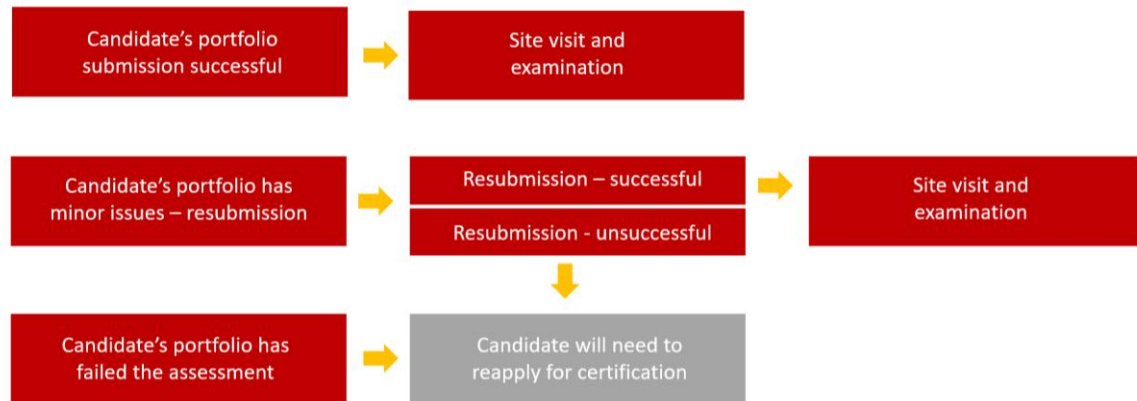 Candidate’s portfolio
submission successful
Site visit and
examination
Candidate’s portfolio has
minor issues – resubmission
Resubmission – successful
Resubmission - unsuccessful
Site visit and
examination
Candidate’s portfolio has
failed the assessment
Candidate will need to
reapply for certification